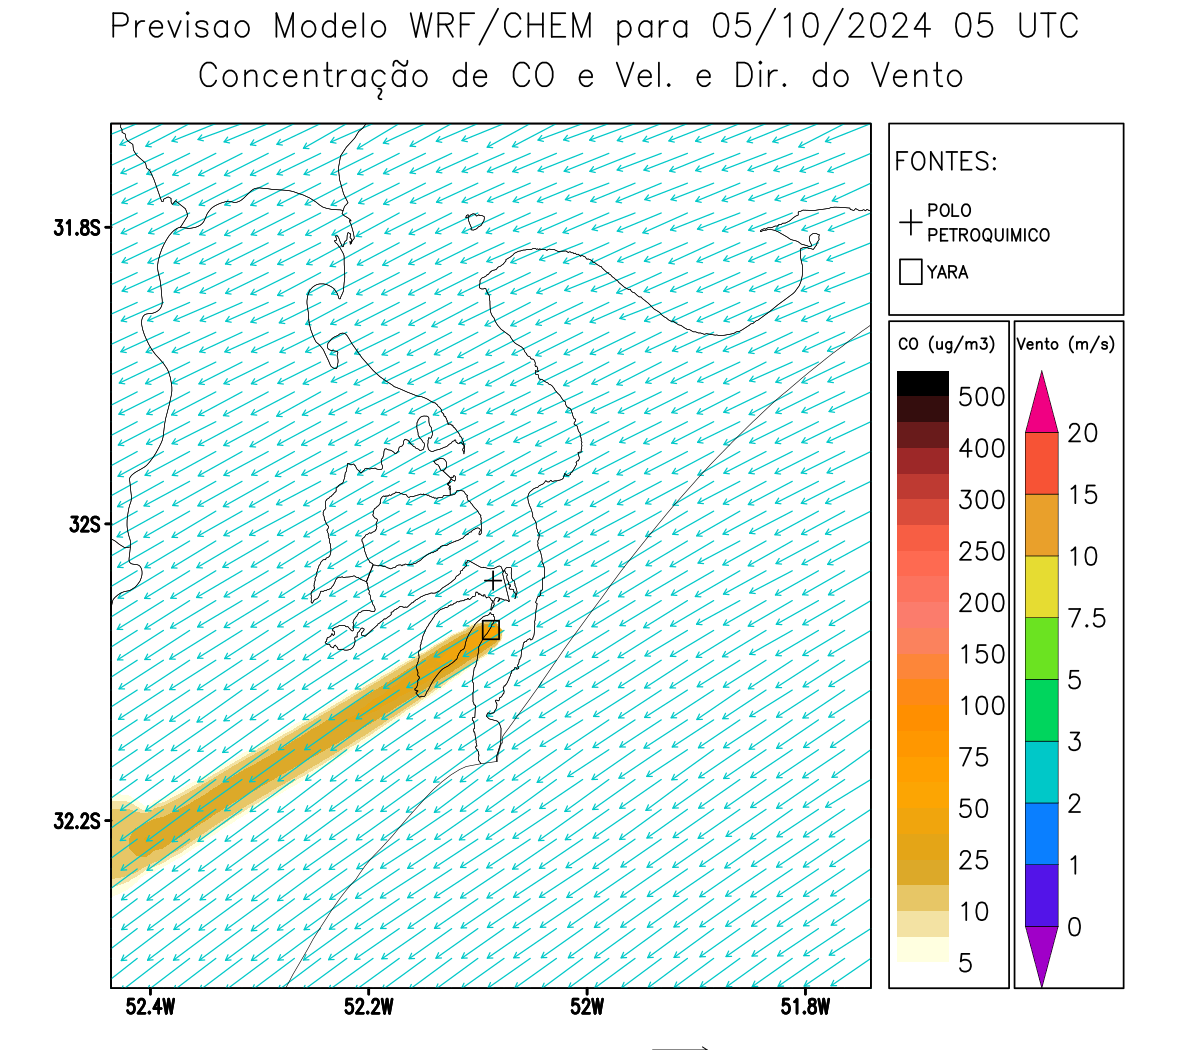 Previsao Modelo WRF/CHEM para 05/10/2024 05 UTC
Concentração de CO e Vel. e Dir. do Vento
FONTES:
POLO
PETROQUIMICO
YARA
31.8S
32S
32.2S
52.4W
52.2W
52W
51.8W
CO (ug/m3)
500
400
300
250
200
150
100
75
50
25
10
5
Vento (m/s)
20
15
10
7.5
5
3
2
1
0